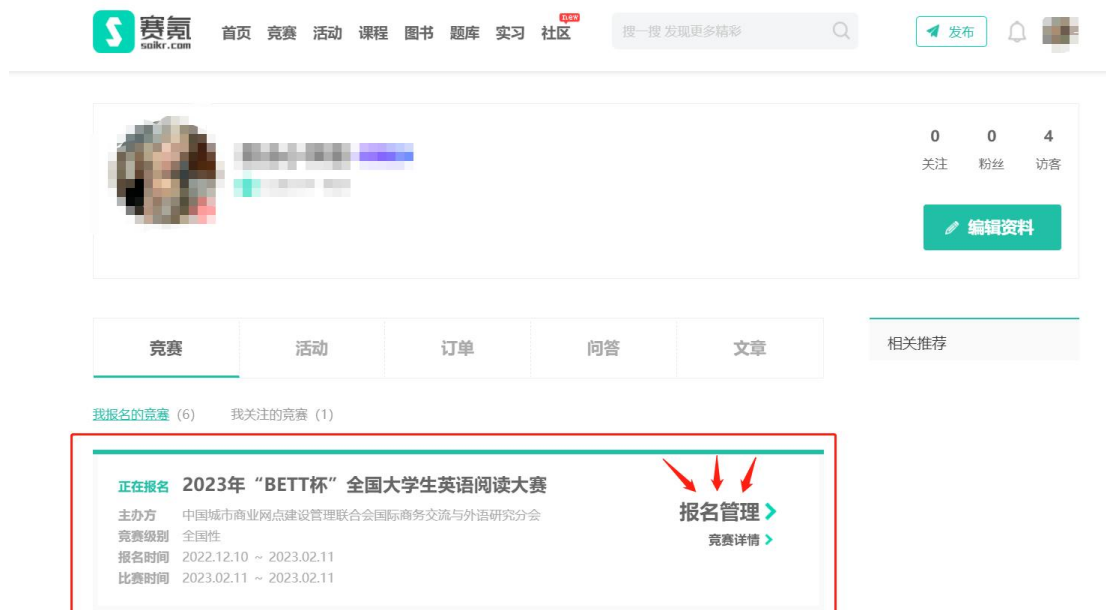 赛氪
saikr.com
首页 竞赛 活动 课程 图书 题库 实习 社区 new
搜一搜 发现更多精彩
发布
0 0 4
关注 粉丝 访客
编辑资料
竞赛 活动 订单 问答 文章
相关推荐
我报名的竞赛 (6) 我关注的竞赛 (1)
正在报名 2023年“BETT杯”全国大学生英语阅读大赛
主办方 中国城市商业网点建设管理联合会国际商务交流与外语研究分会
竞赛级别 全国性
报名时间 2022.12.10 ~ 2023.02.11
比赛时间 2023.02.11 ~ 2023.02.11
报名管理
竞赛详情